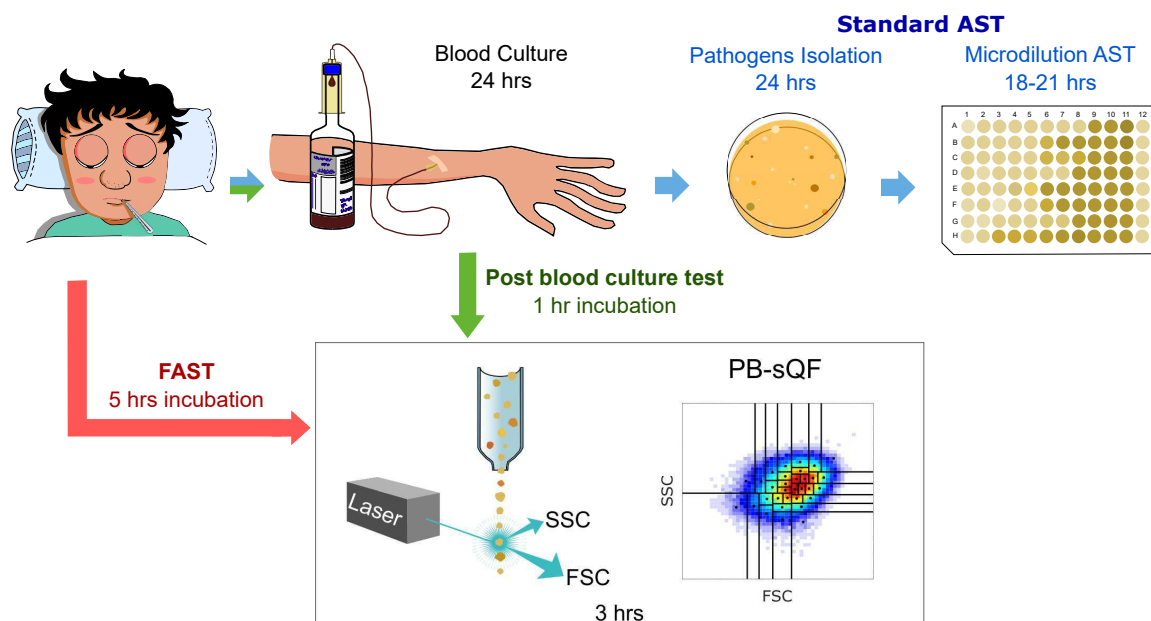 Standard AST
Blood Culture
24 hrs
Pathogens Isolation
24 hrs
Microdilution AST
18-21 hrs
1 2 3 4 5 6 7 8 9 10 11 12
A
B
C
D
E
F
G
H
Post blood culture test
1 hr incubation
FAST
5 hrs incubation
PB-sQF
Laser
SSC
FSC
SSC
FSC
3 hrs